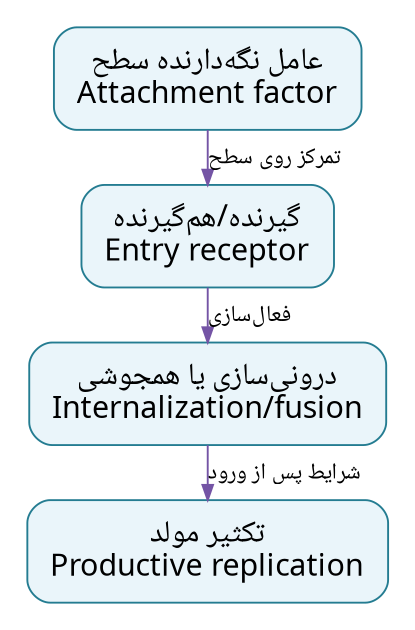 عامل نگه‌دارنده سطح
Attachment factor
تمرکز روی سطح
گیرنده/هم‌گیرنده
Entry receptor
فعال‌سازی
درونی‌سازی یا همجوشی
Internalization/fusion
شرایط پس از ورود
تکثیر مولد
Productive replication